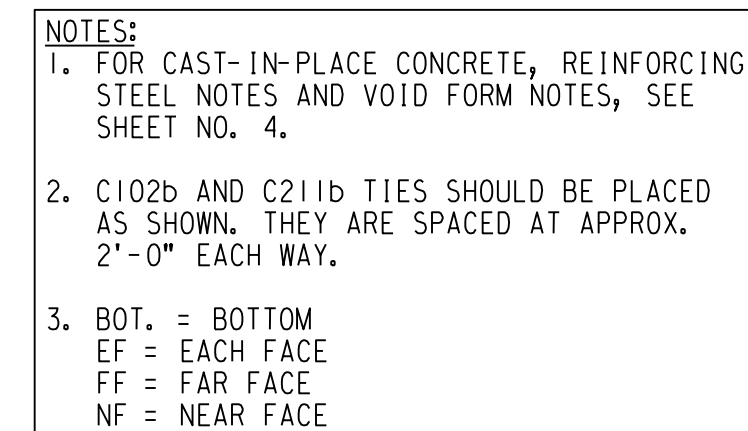 NOTES:
1. FOR CAST-IN-PLACE CONCRETE, REINFORCING
STEEL NOTES AND VOID FORM NOTES, SEE
SHEET NO. 4.
2. C102b AND C211b TIES SHOULD BE PLACED
AS SHOWN. THEY ARE SPACED AT APPROX.
2'-0" EACH WAY.
3. BOT. = BOTTOM
EF = EACH FACE
FF = FAR FACE
NF = NEAR FACE